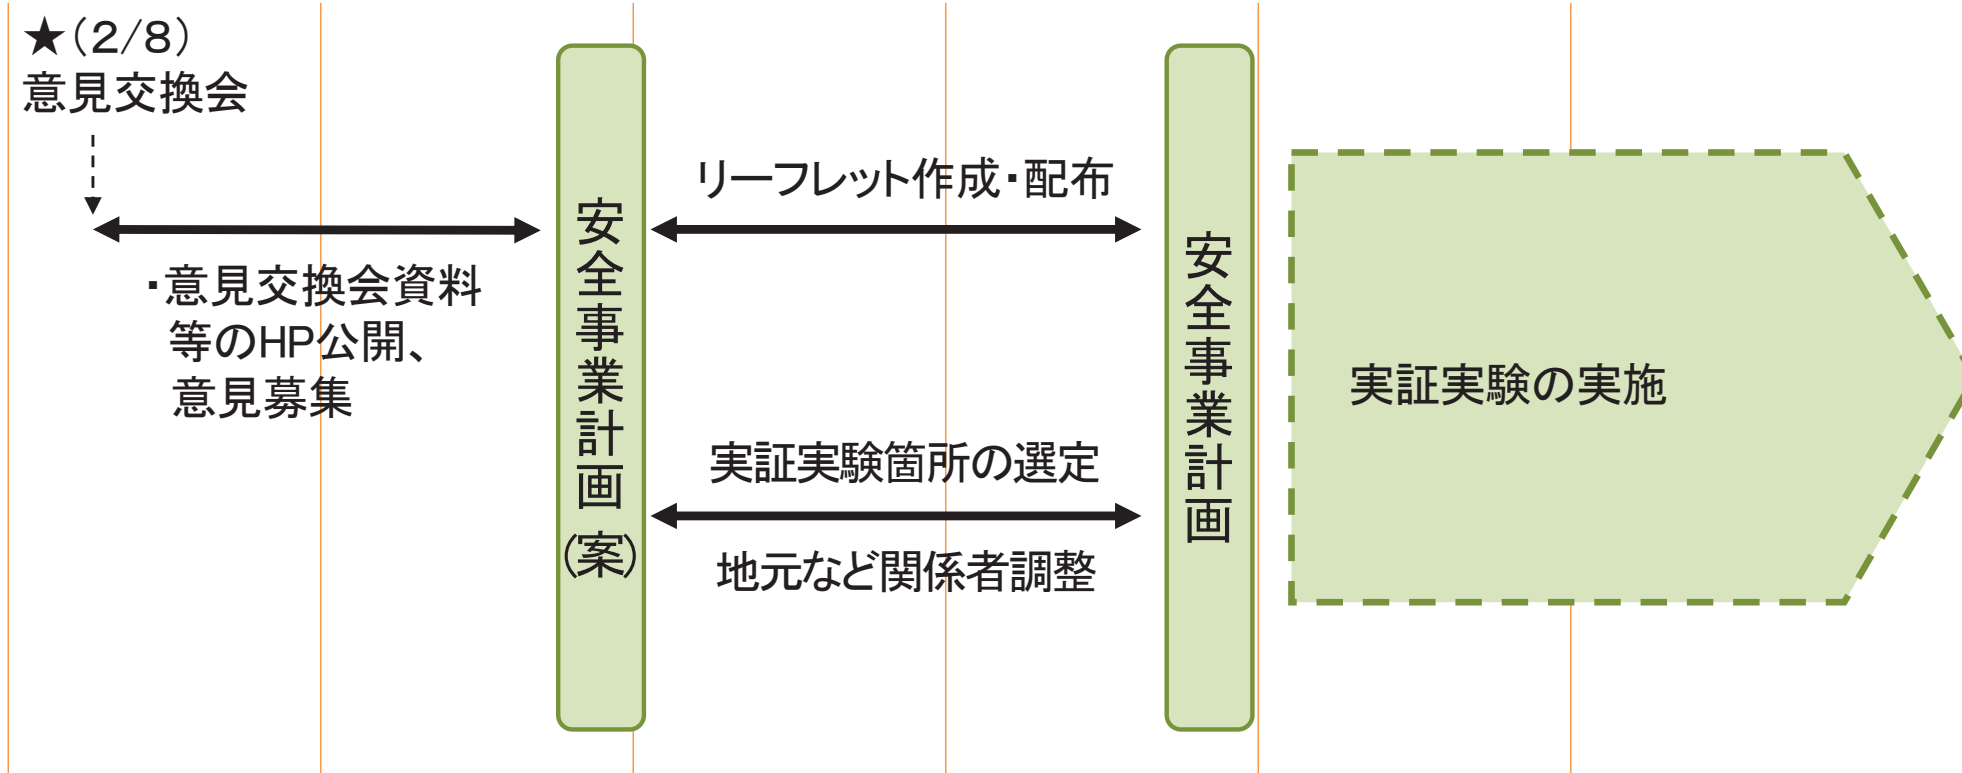 ★（２/８）
意見交換会
・意見交換会資料
等のHP公開、
意見募集
安全事業計画(案)
リーフレット作成・配布
実証実験箇所の選定
地元など関係者調整
安全事業計画
実証実験の実施